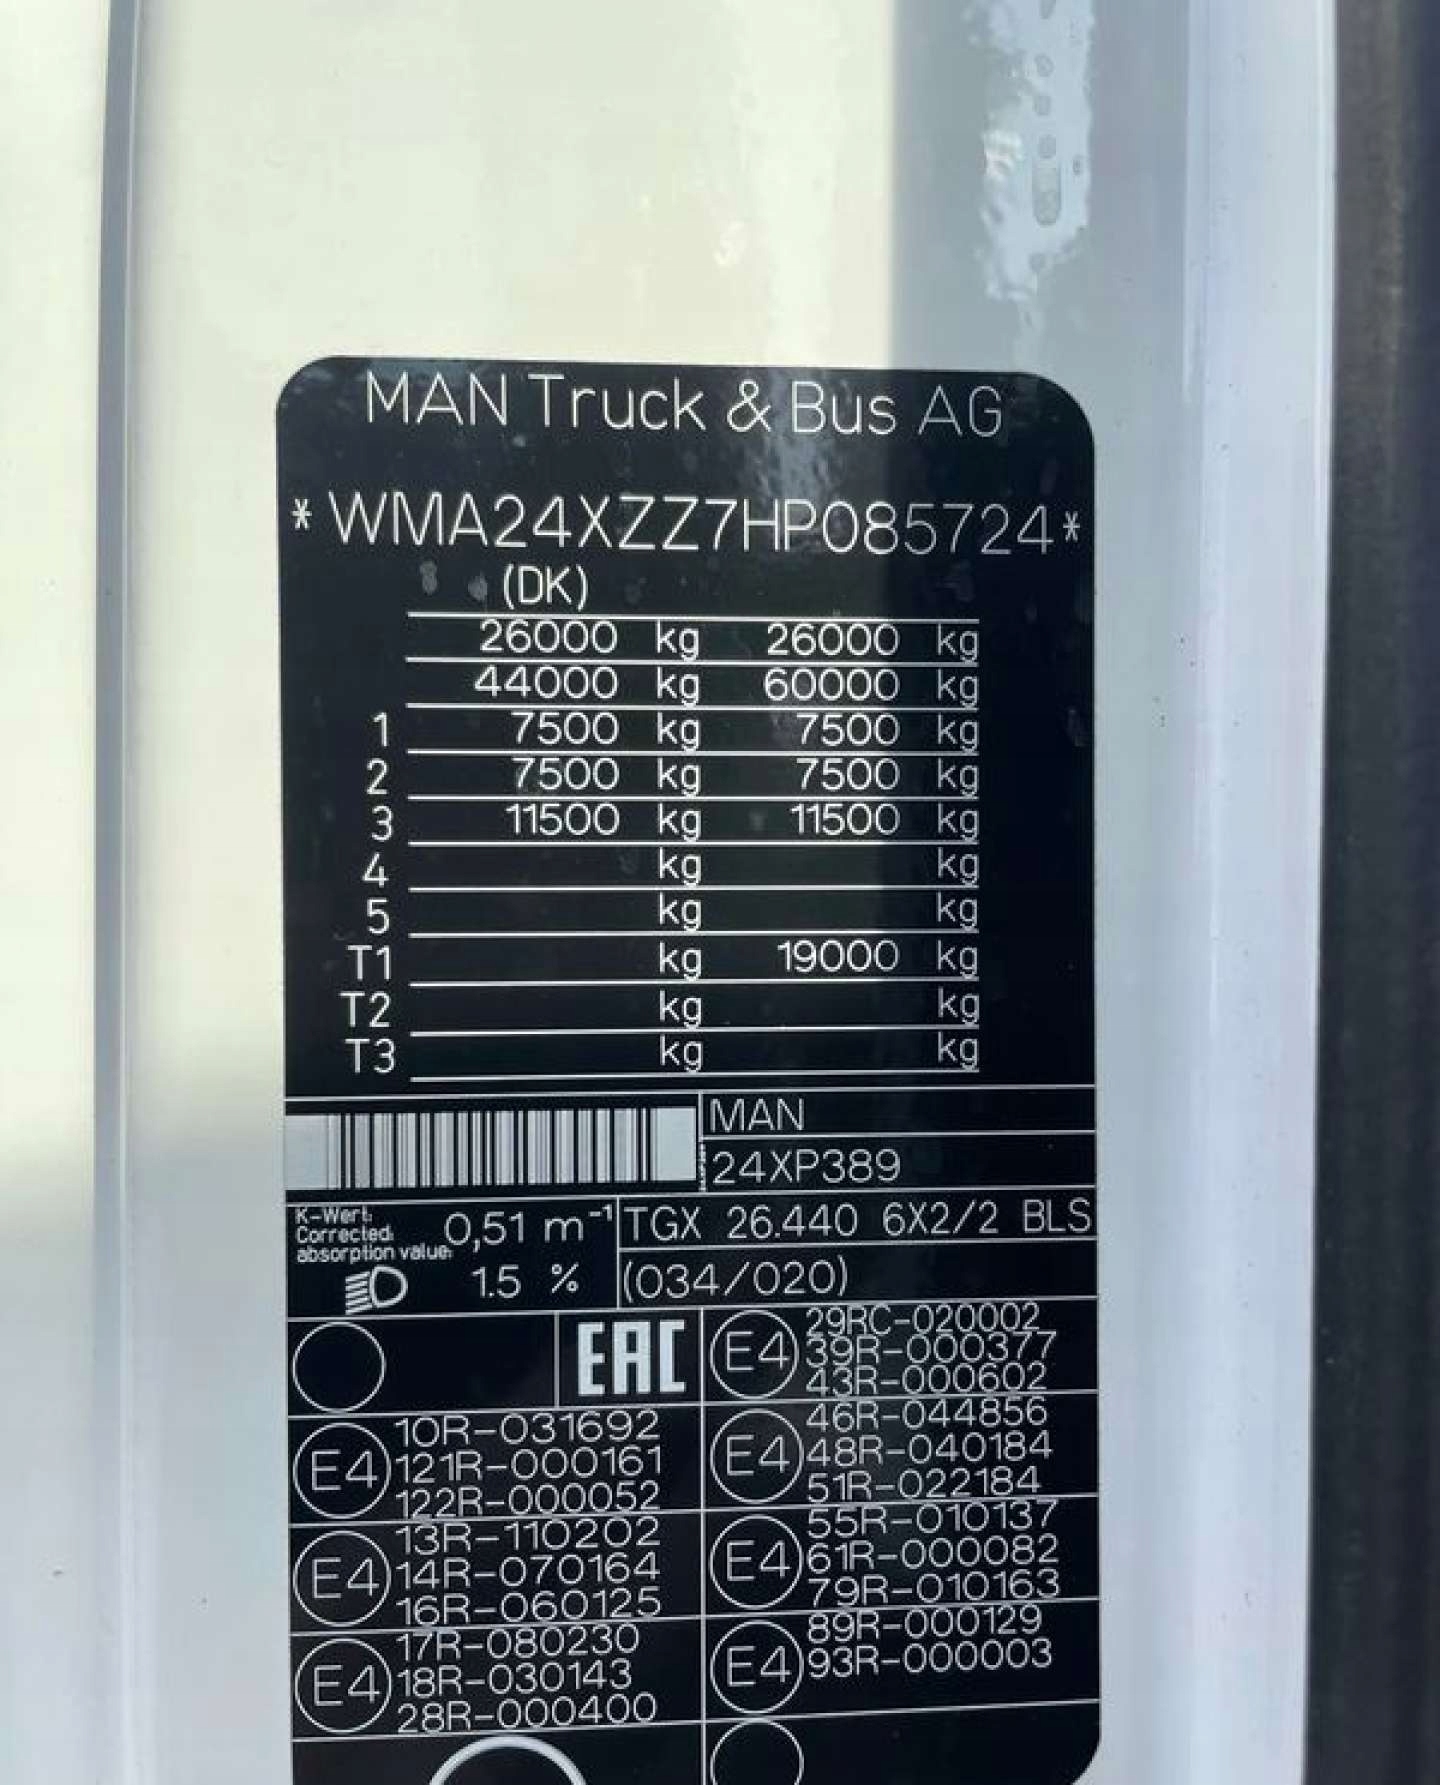 MAN Truck & Bus AG
*WMA24XZZ7HP085724*
(DK)
26000 kg 26000 kg
44000 kg 60000 kg
1 7500 kg 7500 kg
2 7500 kg 7500 kg
3 11500 kg 11500 kg
4 kg kg
5 kg kg
T1 kg 19000 kg
T2 kg kg
T3 kg kg
MAN
24XP389
K-Wert:
Corrected:
absorption value:
0,51 m⁻¹
1.5 %
TGX 26.440 6X2/2 BLS
(034/020)
EAC
E4
29RC-020002
39R-000377
43R-000602
E4
10R-031692
121R-000161
122R-000052
E4
46R-044856
48R-040184
51R-022184
E4
13R-110202
14R-070164
16R-060125
E4
55R-010137
61R-000082
79R-010163
E4
17R-080230
18R-030143
28R-000400
E4
89R-000129
93R-000003